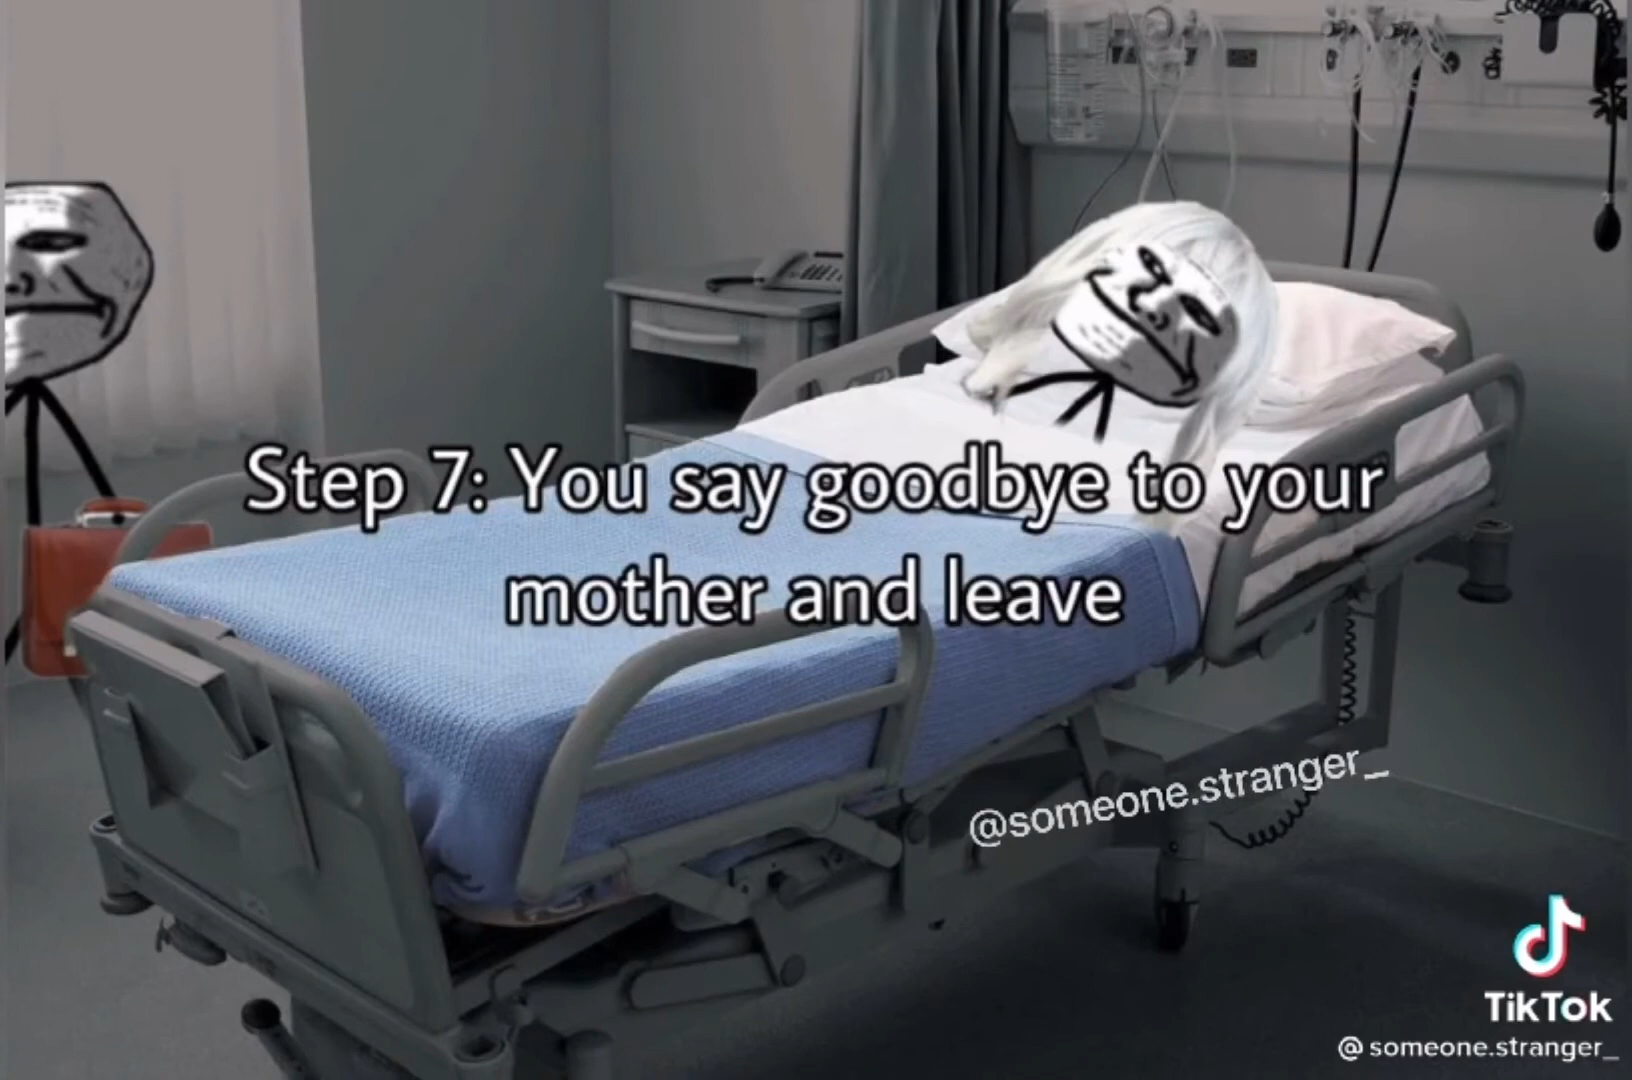 Step 7: You say goodbye to your
mother and leave
@someone.stranger_
TikTok
@someone.stranger_